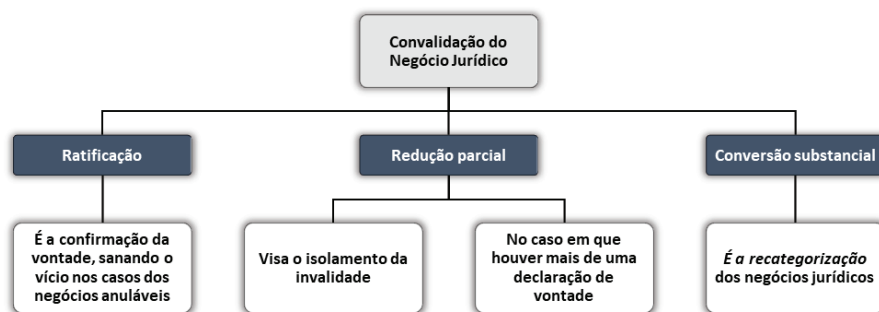 Convalidação do
Negócio Jurídico
Ratificação
Redução parcial
Conversão substancial
É a confirmação da
vontade, sanando o
vício nos casos dos
negócios anuláveis
Visa o isolamento da
invalidade
No caso em que
houver mais de uma
declaração de
vontade
É a recategorização
dos negócios jurídicos